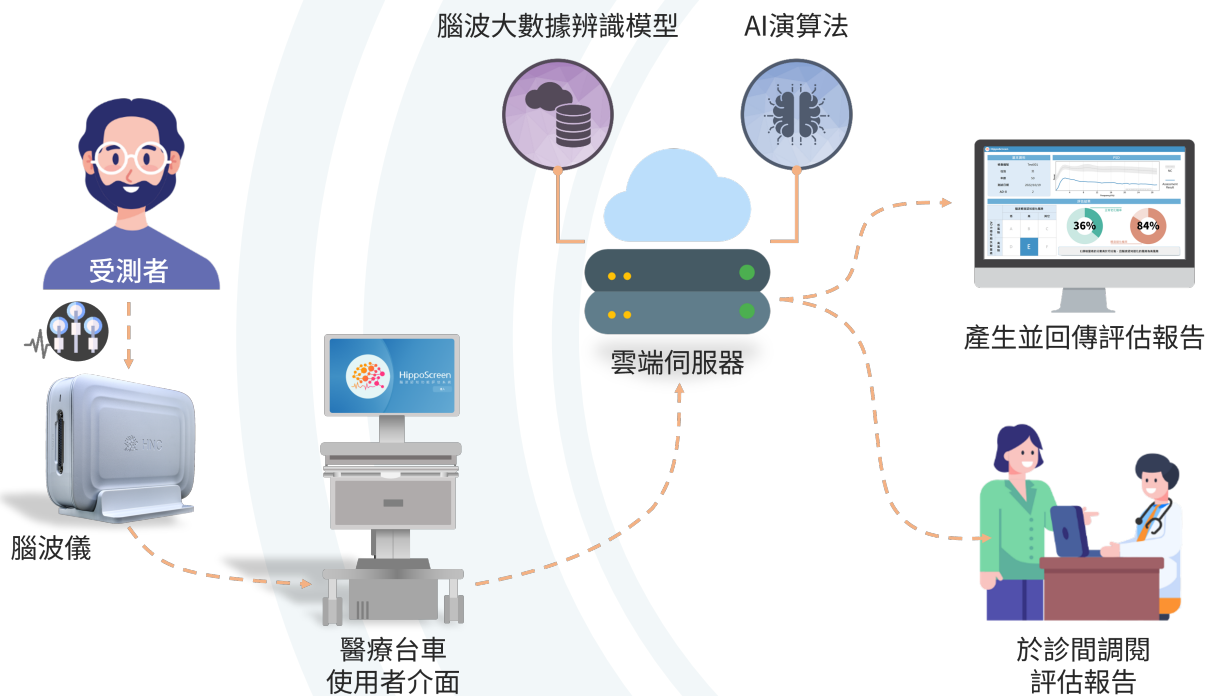 腦波大數據辨識模型
AI演算法
受測者
HippoScreen
36%
84%
E
產生並回傳評估報告
雲端伺服器
HippoScreen
HNC
腦波儀
醫療台車
使用者介面
於診間調閱
評估報告